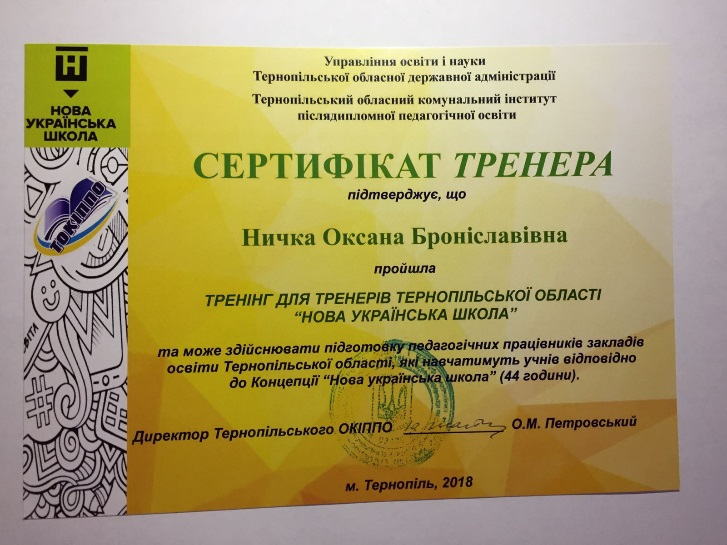 Управління освіти і науки
Тернопільської обласної державної адміністрації
Тернопільський обласний комунальний інститут
післядипломної педагогічної освіти
Н
НОВА
УКРАЇНСЬКА
ШКОЛА
СЕРТИФІКАТ ТРЕНЕРА
підтверджує, що
ТОКІППО
Ничка Оксана Броніславівна
пройшла
ТРЕНІНГ ДЛЯ ТРЕНЕРІВ ТЕРНОПІЛЬСЬКОЇ ОБЛАСТІ
“НОВА УКРАЇНСЬКА ШКОЛА”
та може здійснювати підготовку педагогічних працівників закладів
освіти Тернопільської області, які навчатимуть учнів відповідно
до Концепції “Нова українська школа” (44 години).
Директор Тернопільського ОКІППО О.М. Петровський
м. Тернопіль, 2018